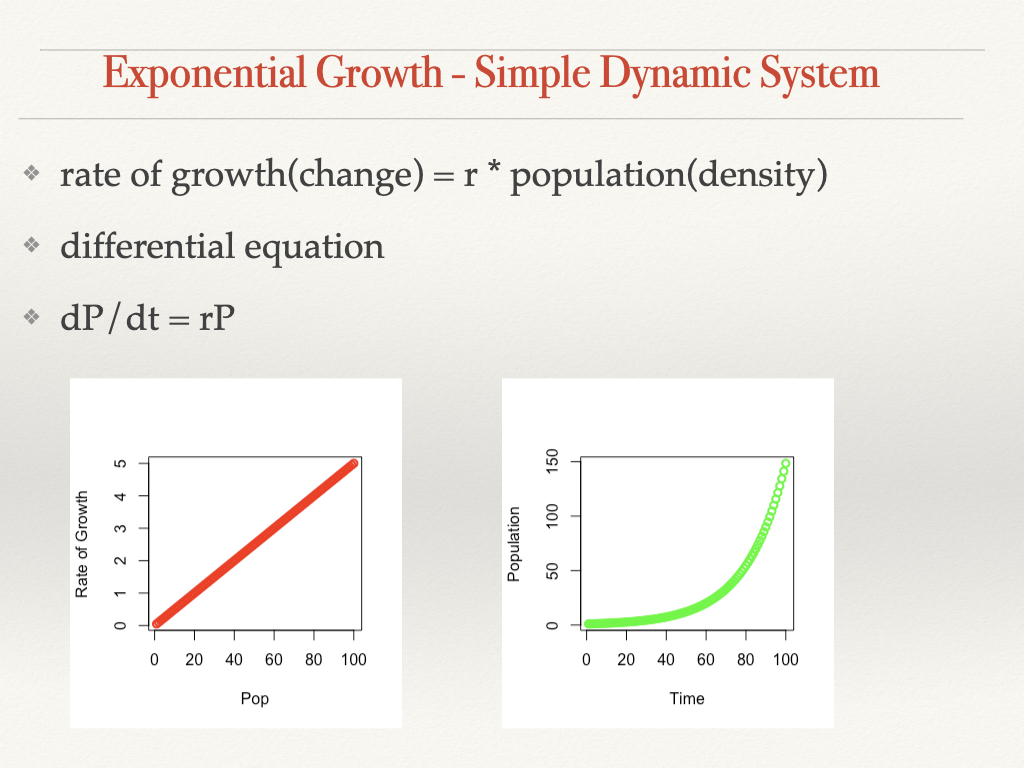 Exponential Growth - Simple Dynamic System
❖ rate of growth(change) = r * population(density)
❖ differential equation
❖ dP/dt = rP
Rate of Growth
5
4
3
2
1
0
0 20 40 60 80 100
Pop
Population
150
100
50
0
0 20 40 60 80 100
Time